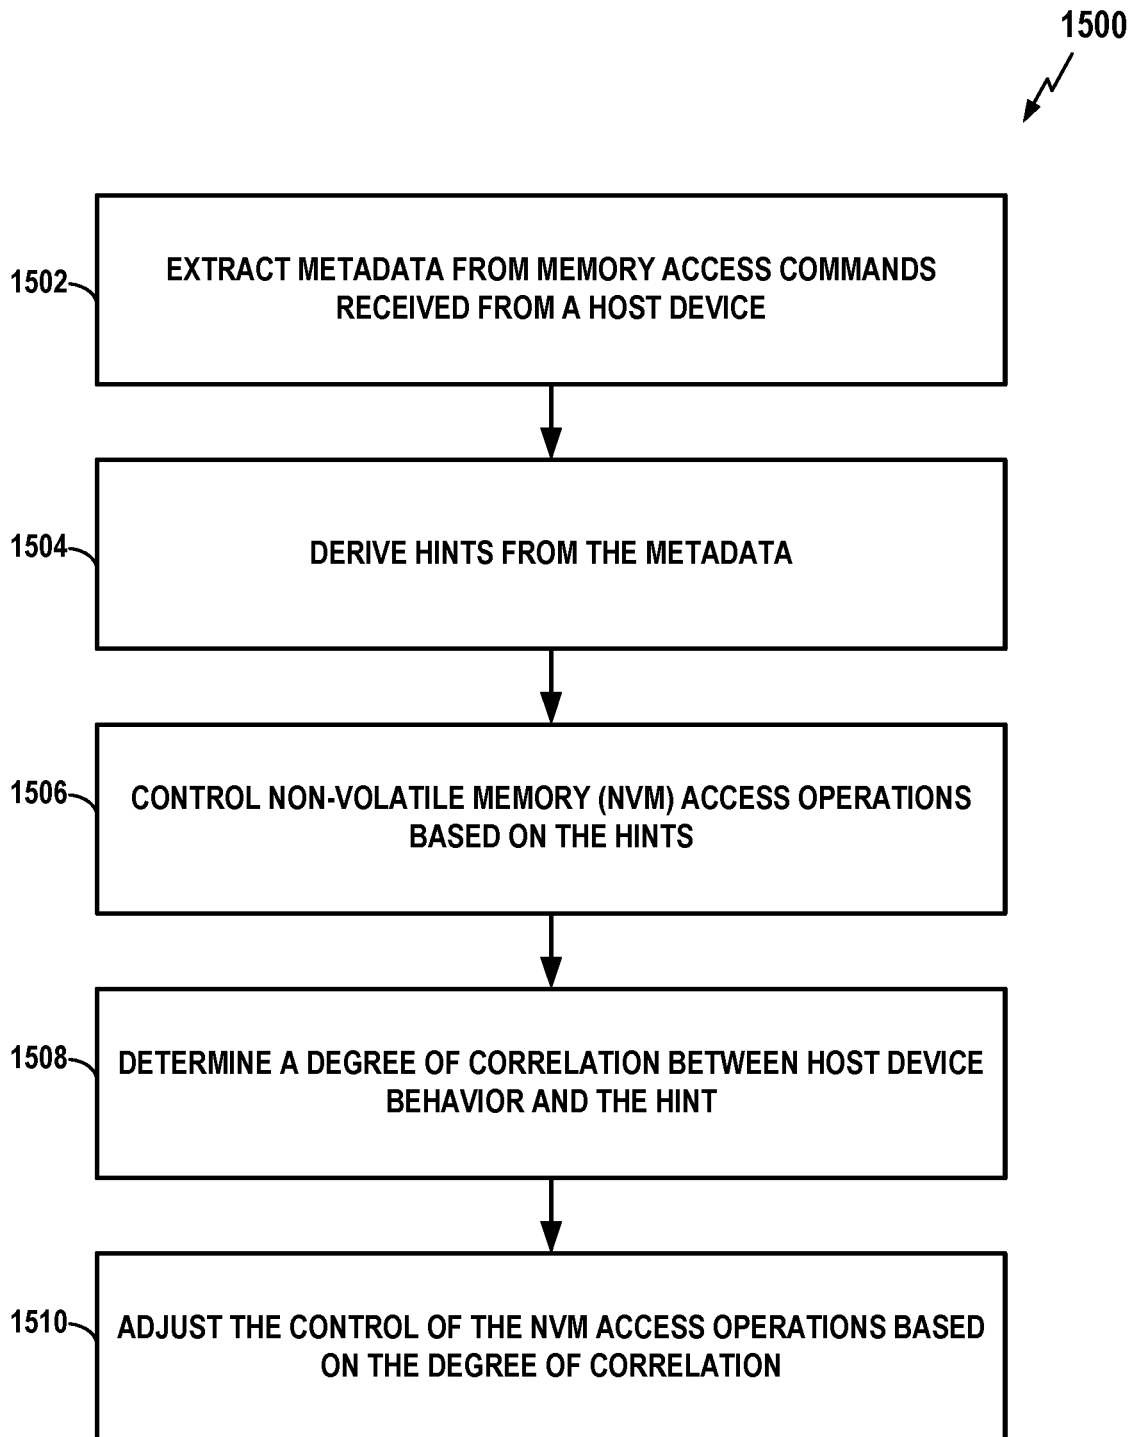 1500
1502
EXTRACT METADATA FROM MEMORY ACCESS COMMANDS
RECEIVED FROM A HOST DEVICE
1504
DERIVE HINTS FROM THE METADATA
1506
CONTROL NON-VOLATILE MEMORY (NVM) ACCESS OPERATIONS
BASED ON THE HINTS
1508
DETERMINE A DEGREE OF CORRELATION BETWEEN HOST DEVICE
BEHAVIOR AND THE HINT
1510
ADJUST THE CONTROL OF THE NVM ACCESS OPERATIONS BASED
ON THE DEGREE OF CORRELATION